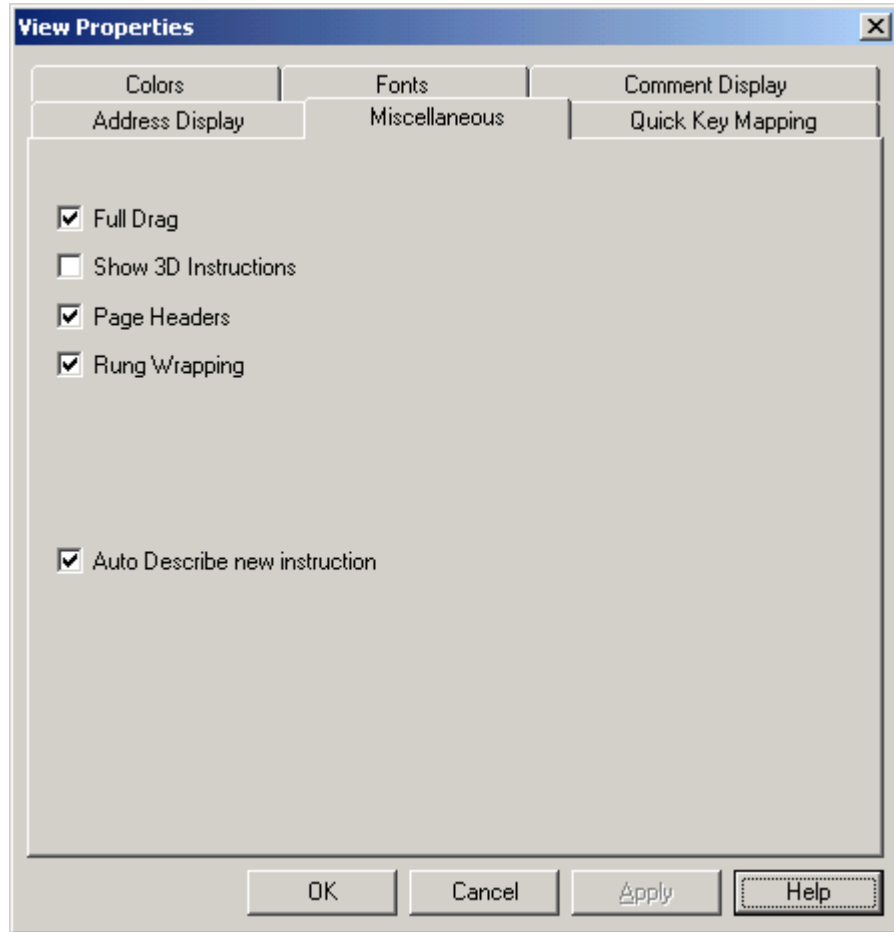 View Properties
Colors Fonts Comment Display
Address Display Miscellaneous Quick Key Mapping
Full Drag
Show 3D Instructions
Page Headers
Rung Wrapping
Auto Describe new instruction
OK Cancel Apply Help